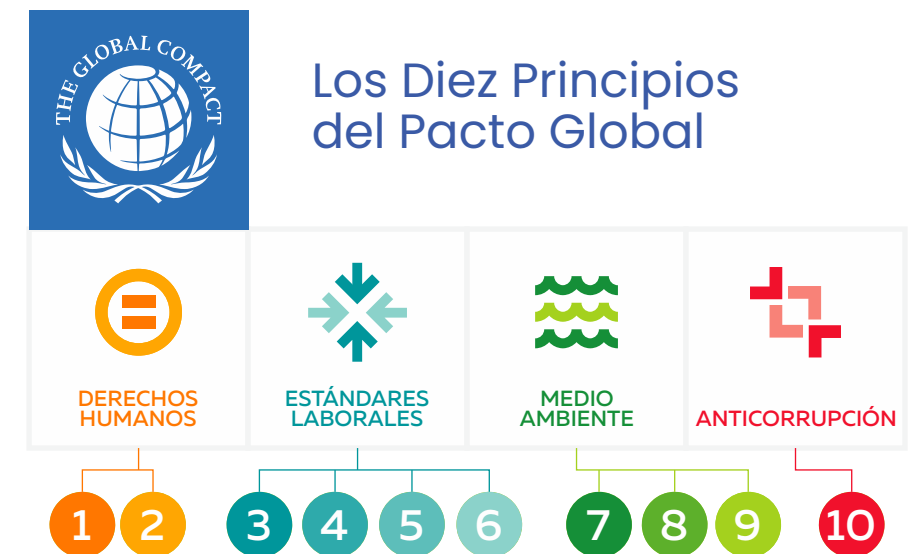 THE GLOBAL COMPACT
Los Diez Principios
del Pacto Global
DERECHOS
HUMANOS
ESTÁNDARES
LABORALES
MEDIO
AMBIENTE
ANTICORRUPCIÓN
1 2 3 4 5 6 7 8 9 10